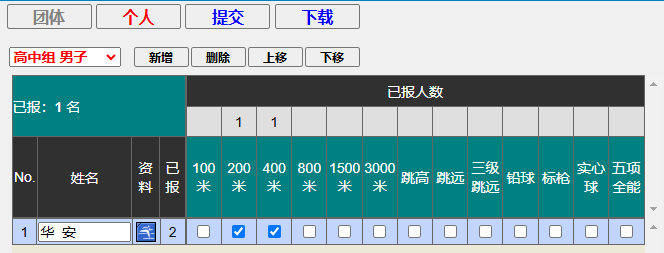 团体 个人 提交 下载
高中组 男子 新增 删除 上移 下移
已报：1 名 已报人数
1 1
No. 姓名 资料 已报 100米 200米 400米 800米 1500米 3000米 跳高 跳远 三级跳远 铅球 标枪 实心球 五项全能
1 华 安 2